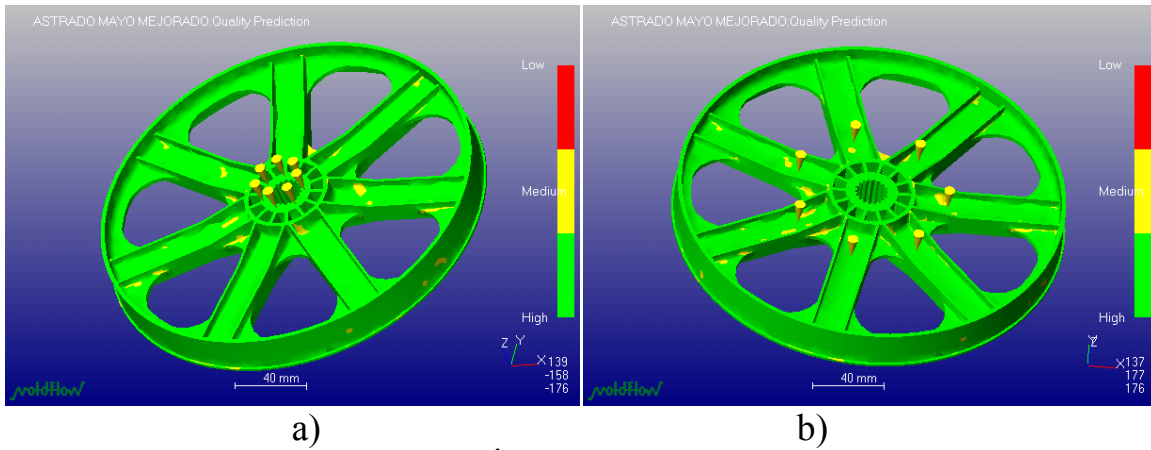 ASTRADO MAYO MEJORADO:Quality Prediction
Low
Medium
High
Z Y
X
139
-158
-176
40 mm
moldflow
a)
ASTRADO MAYO MEJORADO:Quality Prediction
Low
Medium
High
X
137
177
176
40 mm
moldflow
b)